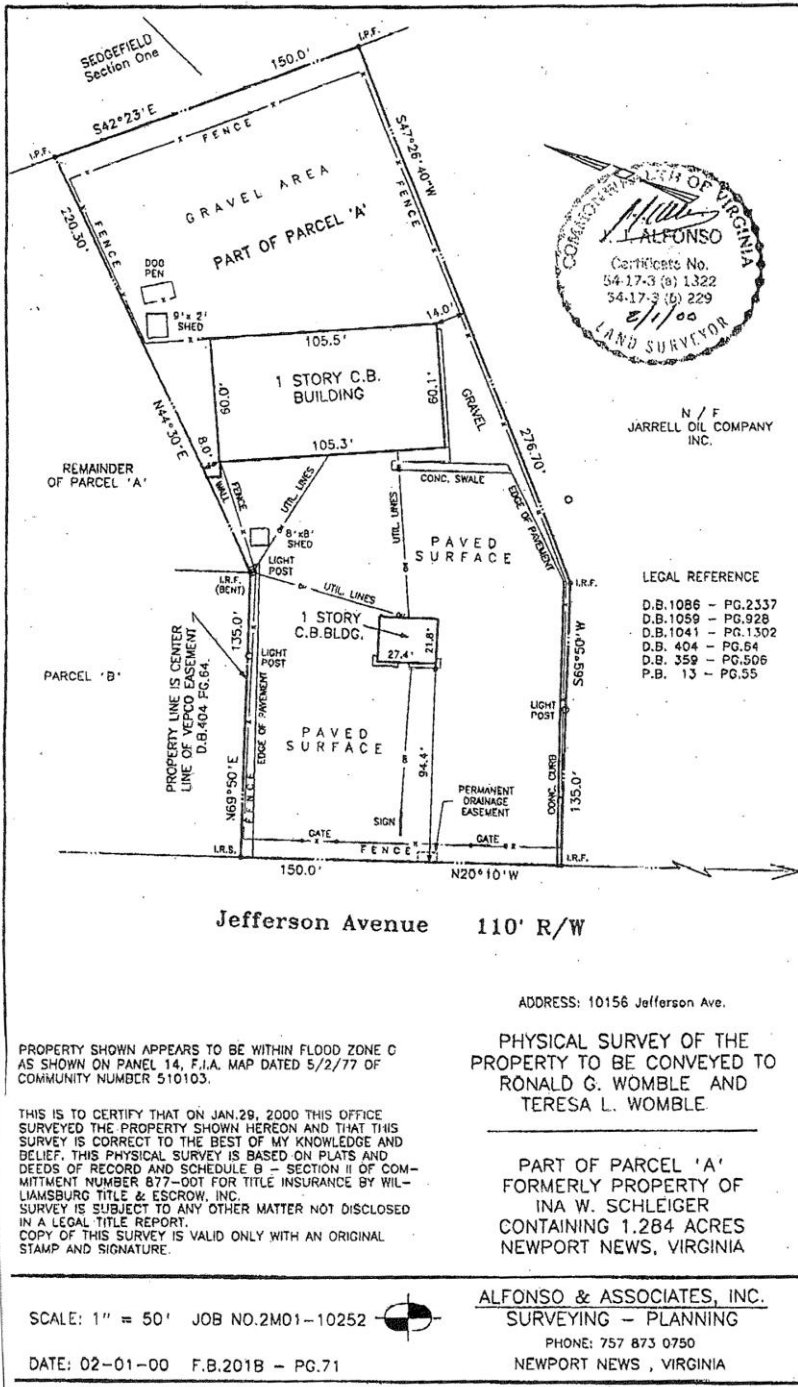 SEDGEFIELD
Section One
I.P.F.
150.0'
S42°23'E
I.P.F.
FENCE
S47°26'40"W
FENCE
GRAVEL AREA
PART OF PARCEL 'A'
220.30'
FENCE
DOG
PEN
9'x 2'
SHED
14.0'
105.5'
1 STORY C.B.
BUILDING
60.0'
60.1'
105.3'
GRAVEL
276.70'
N44°30'E
8.0'
WALL
FENCE
UTIL. LINES
UTIL. LINES
CONC. SWALE
EDGE OF PAVEMENT
REMAINDER
OF PARCEL 'A'
8'x8'
SHED
PAVED
SURFACE
LIGHT
POST
I.R.F.
(BENT)
UTIL. LINES
I.R.F.
1 STORY
C.B.BLDG.
21.8'
27.4'
135.0'
LIGHT
POST
S69°50'W
PARCEL 'B'
PROPERTY LINE IS CENTER
LINE OF VEPCO EASEMENT
D.B.404 PG.64.
EDGE OF PAVEMENT
N69°50'E
FENCE
PAVED
SURFACE
94.4'
LIGHT
POST
CONC. CURB
135.0'
PERMANENT
DRAINAGE
EASEMENT
SIGN
GATE
FENCE
GATE
I.R.S.
I.R.F.
150.0'
N20°10'W
Jefferson Avenue 110' R/W
COMMONWEALTH OF VIRGINIA
ALFONSO
Certificate No.
54-17-3 (a) 1322
54-17-3 (b) 229
2/1/00
LAND SURVEYOR
N / F
JARRELL OIL COMPANY
INC.
LEGAL REFERENCE
D.B.1086 - PG.2337
D.B.1059 - PG.928
D.B.1041 - PG.1302
D.B. 404 - PG.64
D.B. 359 - PG.506
P.B. 13 - PG.55
ADDRESS: 10156 Jefferson Ave.
PROPERTY SHOWN APPEARS TO BE WITHIN FLOOD ZONE C
AS SHOWN ON PANEL 14, F.I.A. MAP DATED 5/2/77 OF
COMMUNITY NUMBER 510103.
THIS IS TO CERTIFY THAT ON JAN.29, 2000 THIS OFFICE
SURVEYED THE PROPERTY SHOWN HEREON AND THAT THIS
SURVEY IS CORRECT TO THE BEST OF MY KNOWLEDGE AND
BELIEF. THIS PHYSICAL SURVEY IS BASED ON PLATS AND
DEEDS OF RECORD AND SCHEDULE B - SECTION II OF COM-
MITTMENT NUMBER 877-00T FOR TITLE INSURANCE BY WIL-
LIAMSBURG TITLE & ESCROW, INC.
SURVEY IS SUBJECT TO ANY OTHER MATTER NOT DISCLOSED
IN A LEGAL TITLE REPORT.
COPY OF THIS SURVEY IS VALID ONLY WITH AN ORIGINAL
STAMP AND SIGNATURE.
PHYSICAL SURVEY OF THE
PROPERTY TO BE CONVEYED TO
RONALD G. WOMBLE AND
TERESA L. WOMBLE
PART OF PARCEL 'A'
FORMERLY PROPERTY OF
INA W. SCHLEIGER
CONTAINING 1.284 ACRES
NEWPORT NEWS, VIRGINIA
SCALE: 1" = 50' JOB NO.2M01-10252
DATE: 02-01-00 F.B.201B - PG.71
ALFONSO & ASSOCIATES, INC.
SURVEYING - PLANNING
PHONE: 757 873 0750
NEWPORT NEWS , VIRGINIA